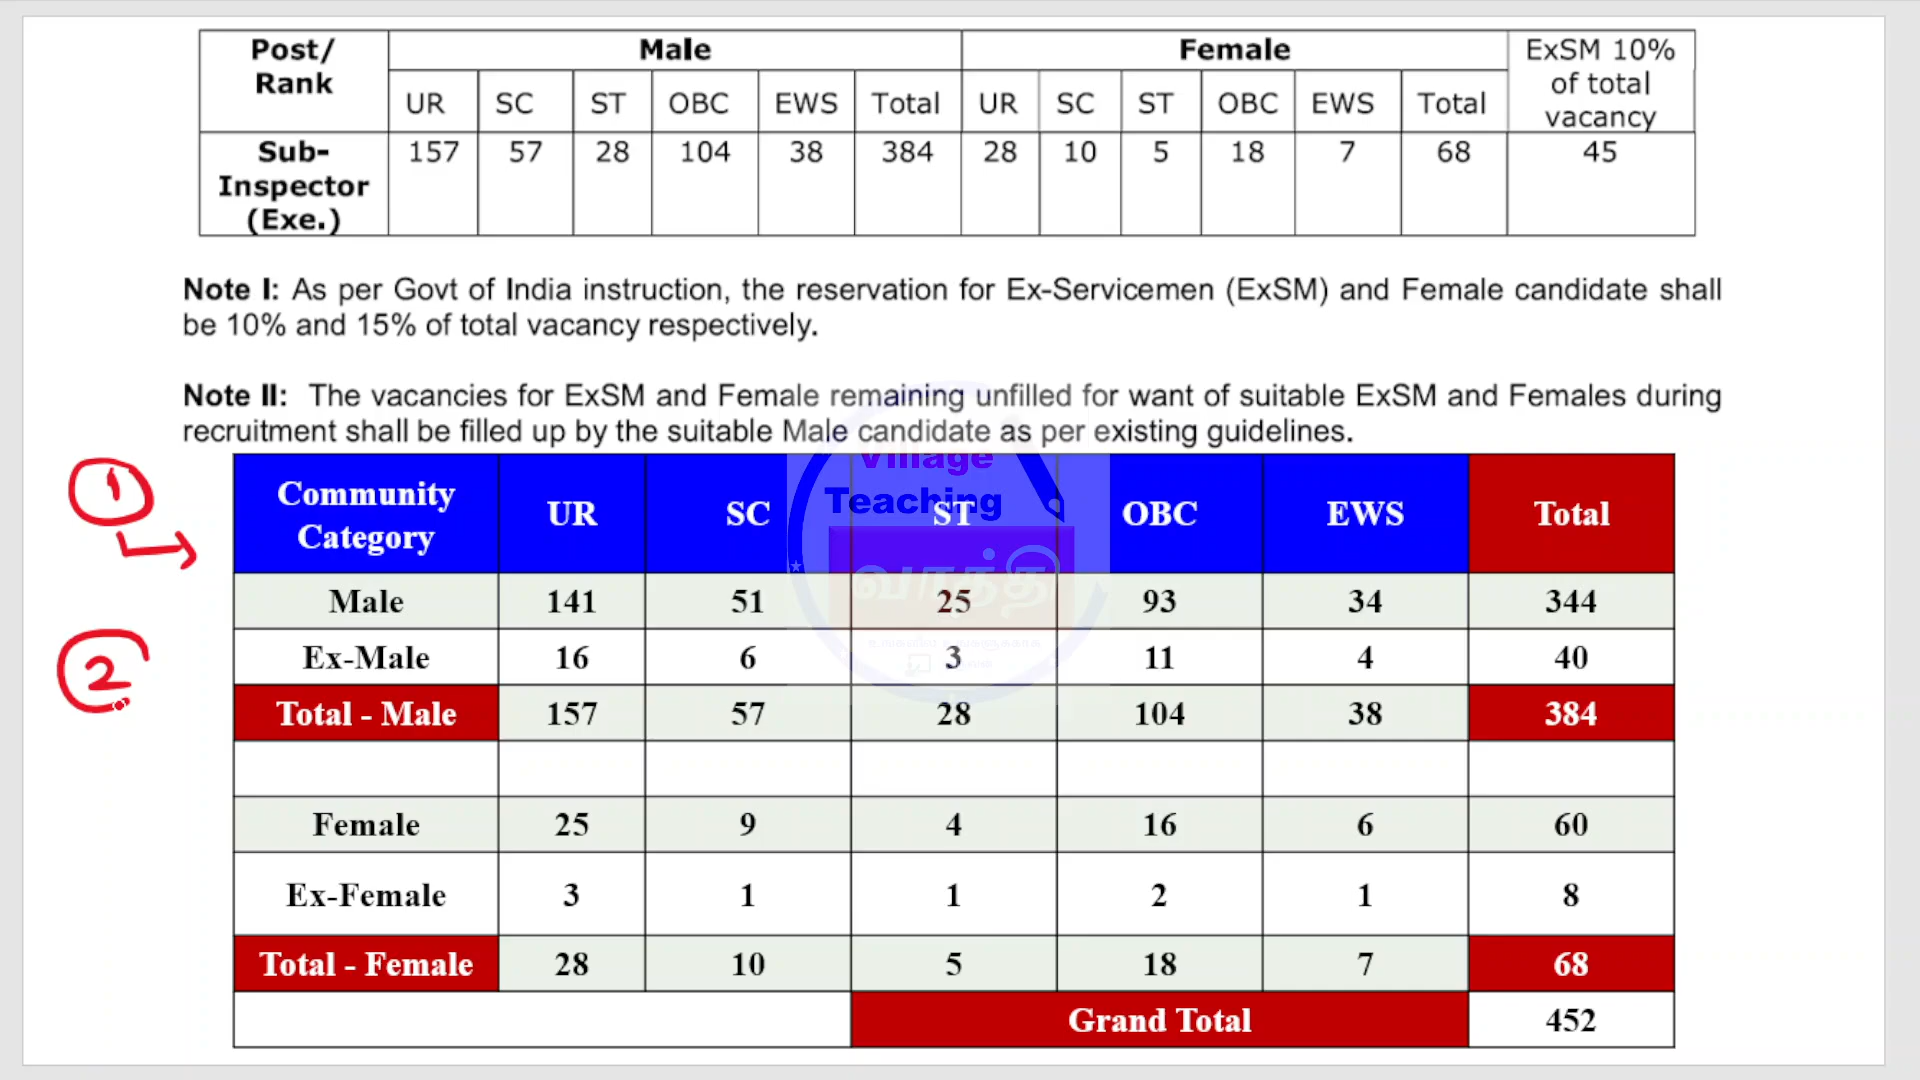 Post/ Rank Male Female ExSM 10% of total vacancy
UR SC ST OBC EWS Total UR SC ST OBC EWS Total
Sub-Inspector (Exe.) 157 57 28 104 38 384 28 10 5 18 7 68 45
Note I: As per Govt of India instruction, the reservation for Ex-Servicemen (ExSM) and Female candidate shall
be 10% and 15% of total vacancy respectively.
Note II: The vacancies for ExSM and Female remaining unfilled for want of suitable ExSM and Females during
recruitment shall be filled up by the suitable Male candidate as per existing guidelines.
1
Village
Teaching
வாத்தி
Community Category UR SC ST OBC EWS Total
Male 141 51 25 93 34 344
2
Ex-Male 16 6 3 11 4 40
Total - Male 157 57 28 104 38 384
Female 25 9 4 16 6 60
Ex-Female 3 1 1 2 1 8
Total - Female 28 10 5 18 7 68
Grand Total 452